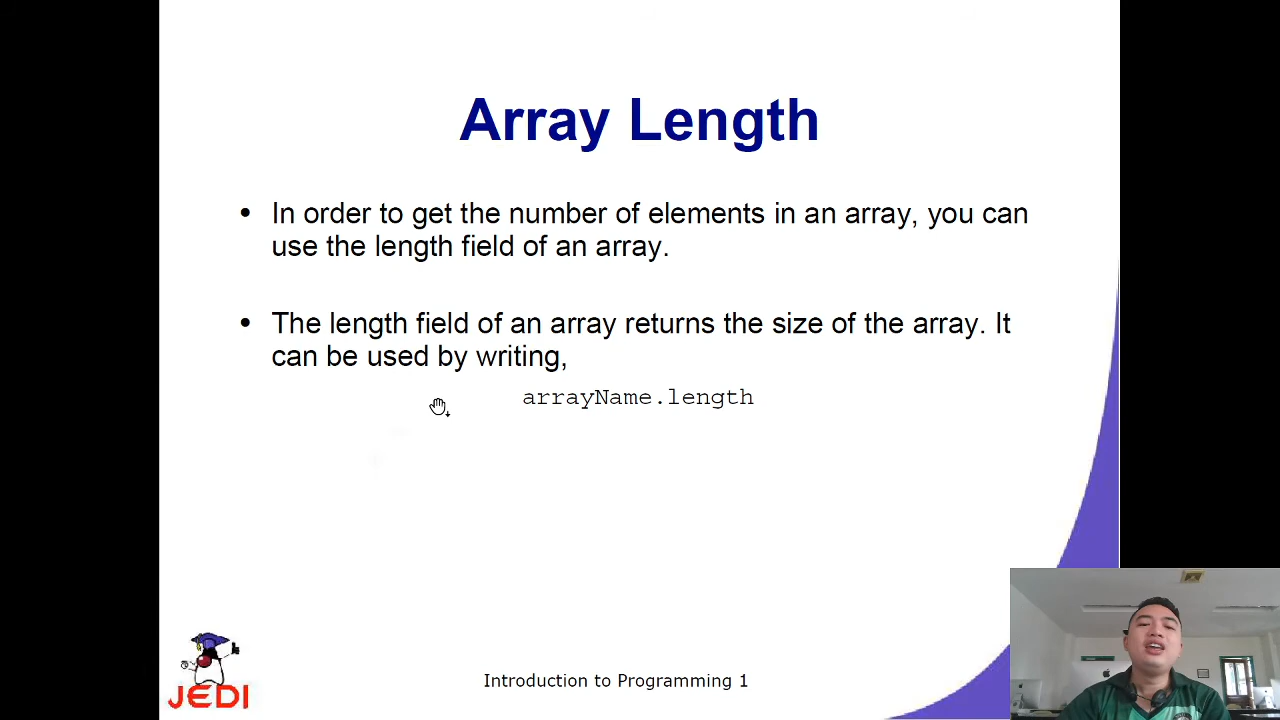 Array Length
• In order to get the number of elements in an array, you can
use the length field of an array.
• The length field of an array returns the size of the array. It
can be used by writing,
arrayName.length
JEDI
Introduction to Programming 1